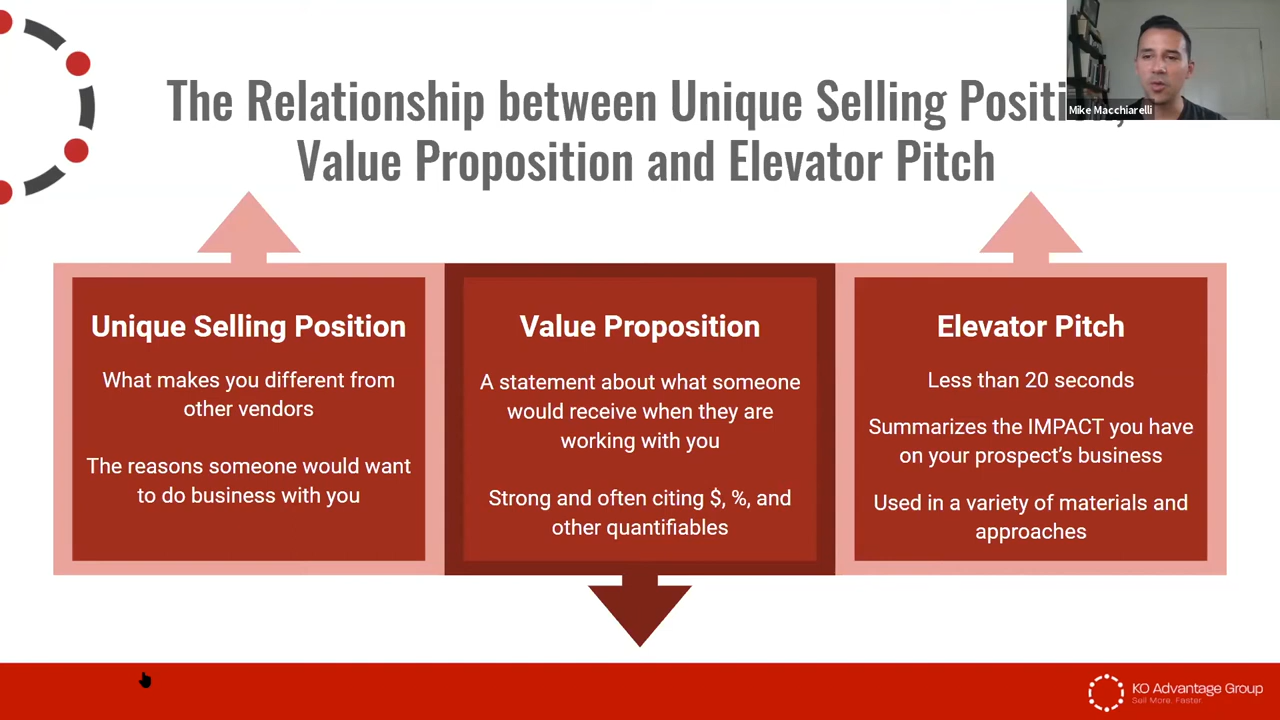 The Relationship between Unique Selling
Value Proposition and Elevator Pitch
Mike Macchiarelli
Unique Selling Position
What makes you different from
other vendors
The reasons someone would want
to do business with you
Value Proposition
A statement about what someone
would receive when they are
working with you
Strong and often citing $, %, and
other quantifiables
Elevator Pitch
Less than 20 seconds
Summarizes the IMPACT you have
on your prospect’s business
Used in a variety of materials and
approaches
KO Advantage Group
Sell More. Faster.